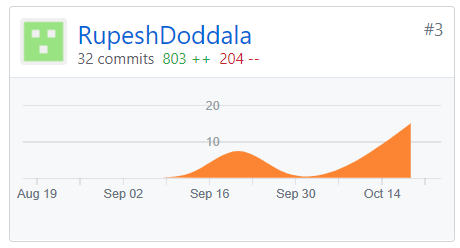 RupeshDoddala #3
32 commits 803 ++ 204 --
20
10
Aug 19 Sep 02 Sep 16 Sep 30 Oct 14